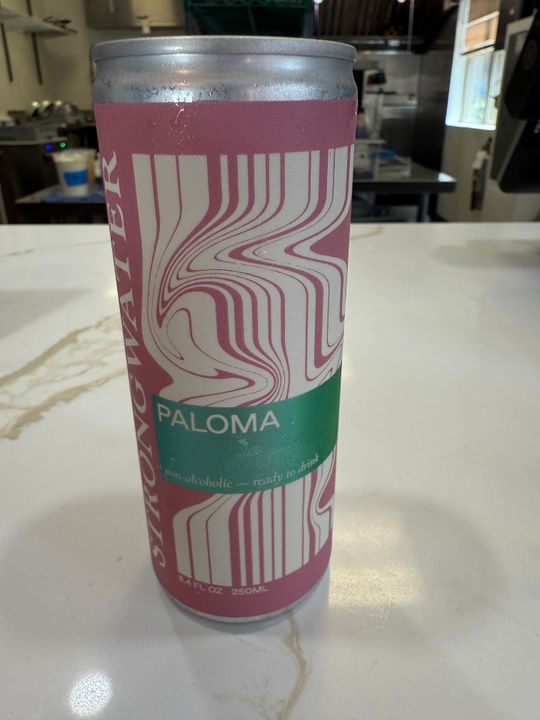 STRONGWATER
PALOMA
non-alcoholic — ready to drink
8.4 FL OZ 250ML